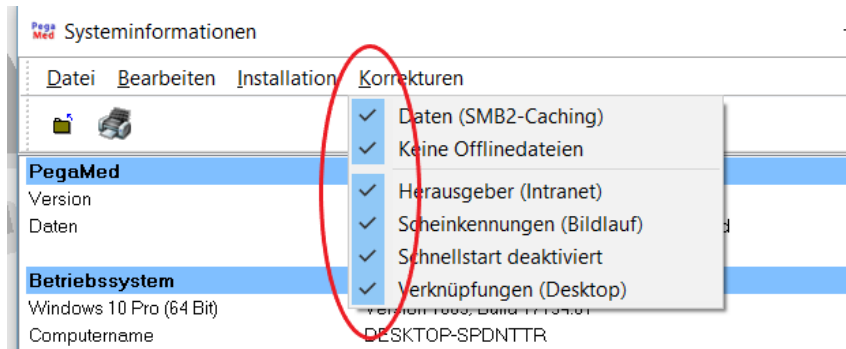 Pega Med Systeminformationen
Datei Bearbeiten Installation Korrekturen
Daten (SMB2-Caching)
Keine Offlinedateien
Herausgeber (Intranet)
Scheinkennungen (Bildlauf)
Schnellstart deaktiviert
Verknüpfungen (Desktop)
PegaMed
Version
Daten
Betriebssystem
Windows 10 Pro (64 Bit)
Computername DESKTOP-SPDNTTR